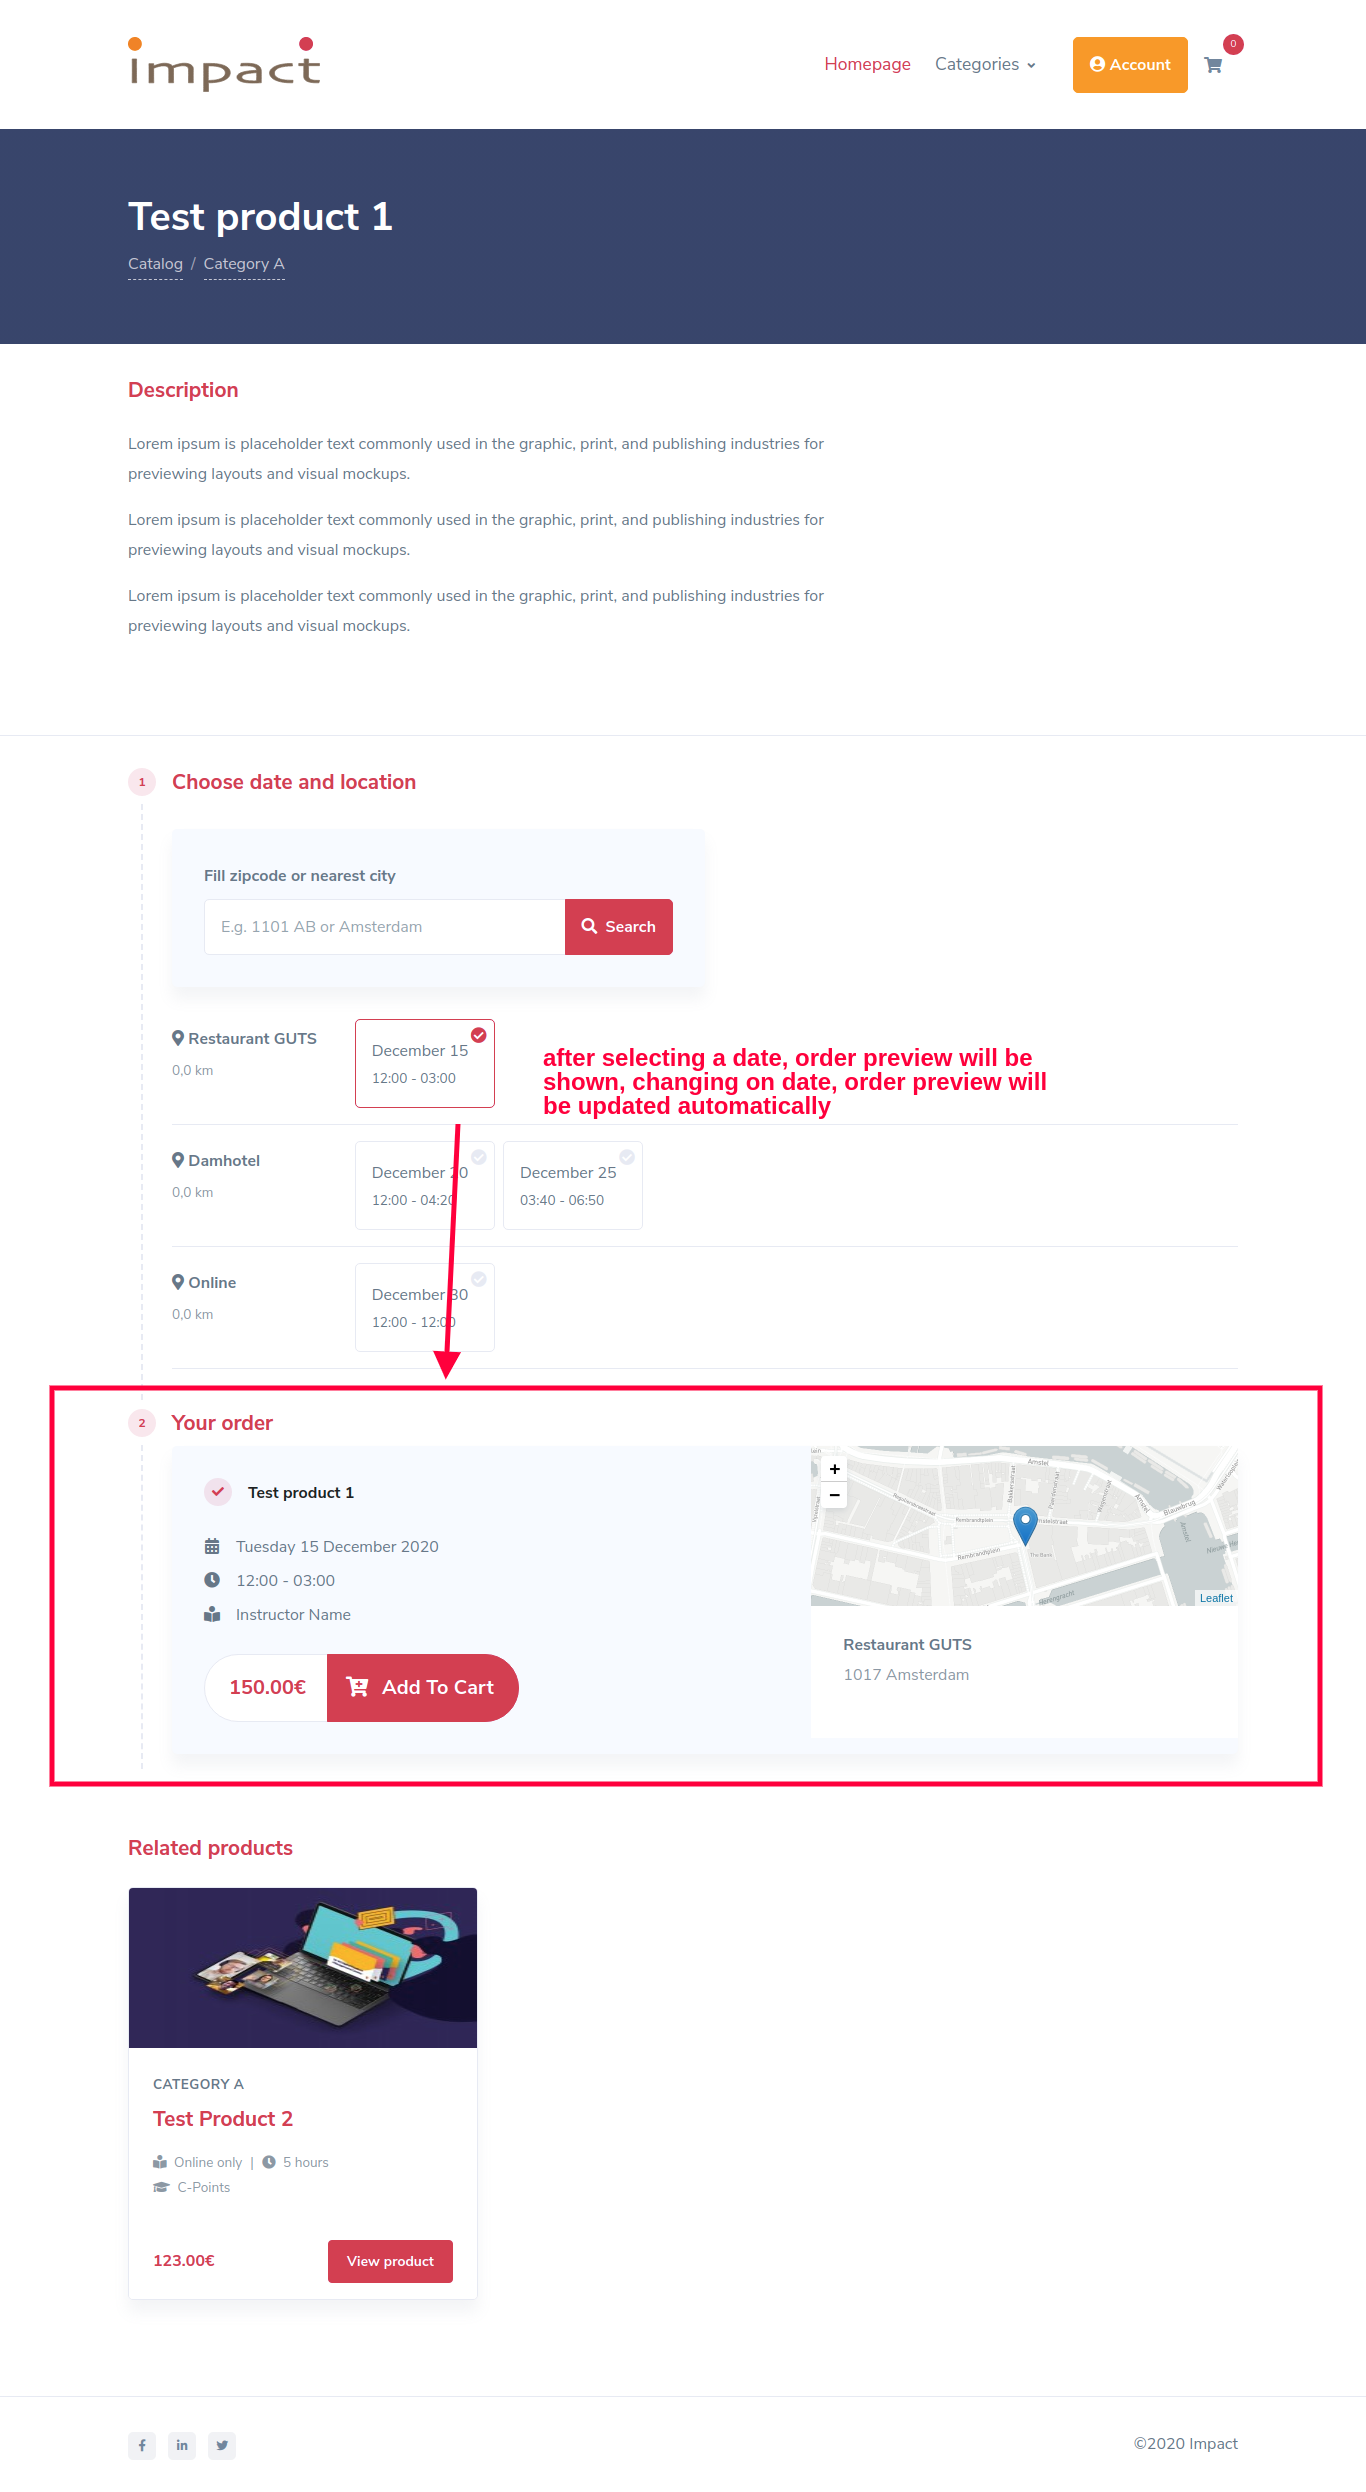 impact
Homepage
Categories
Account
0
Test product 1
Catalog / Category A
Description
Lorem ipsum is placeholder text commonly used in the graphic, print, and publishing industries for
previewing layouts and visual mockups.
Lorem ipsum is placeholder text commonly used in the graphic, print, and publishing industries for
previewing layouts and visual mockups.
Lorem ipsum is placeholder text commonly used in the graphic, print, and publishing industries for
previewing layouts and visual mockups.
1 Choose date and location
Fill zipcode or nearest city
E.g. 1101 AB or Amsterdam
Search
Restaurant GUTS
0,0 km
December 15
12:00 - 03:00
after selecting a date, order preview will be
shown, changing on date, order preview will
be updated automatically
Damhotel
0,0 km
December 20
12:00 - 04:20
December 25
03:40 - 06:50
Online
0,0 km
December 30
12:00 - 12:00
2 Your order
Test product 1
Tuesday 15 December 2020
12:00 - 03:00
Instructor Name
150.00€
Add To Cart
+
−
Amstel
Blauwbrug
Amstel
Amstel
Rembrandtplein
Rembrandtplein
The Bank
Herengracht
Leaflet
Restaurant GUTS
1017 Amsterdam
Related products
CATEGORY A
Test Product 2
Online only | 5 hours
C-Points
123.00€
View product
©2020 Impact